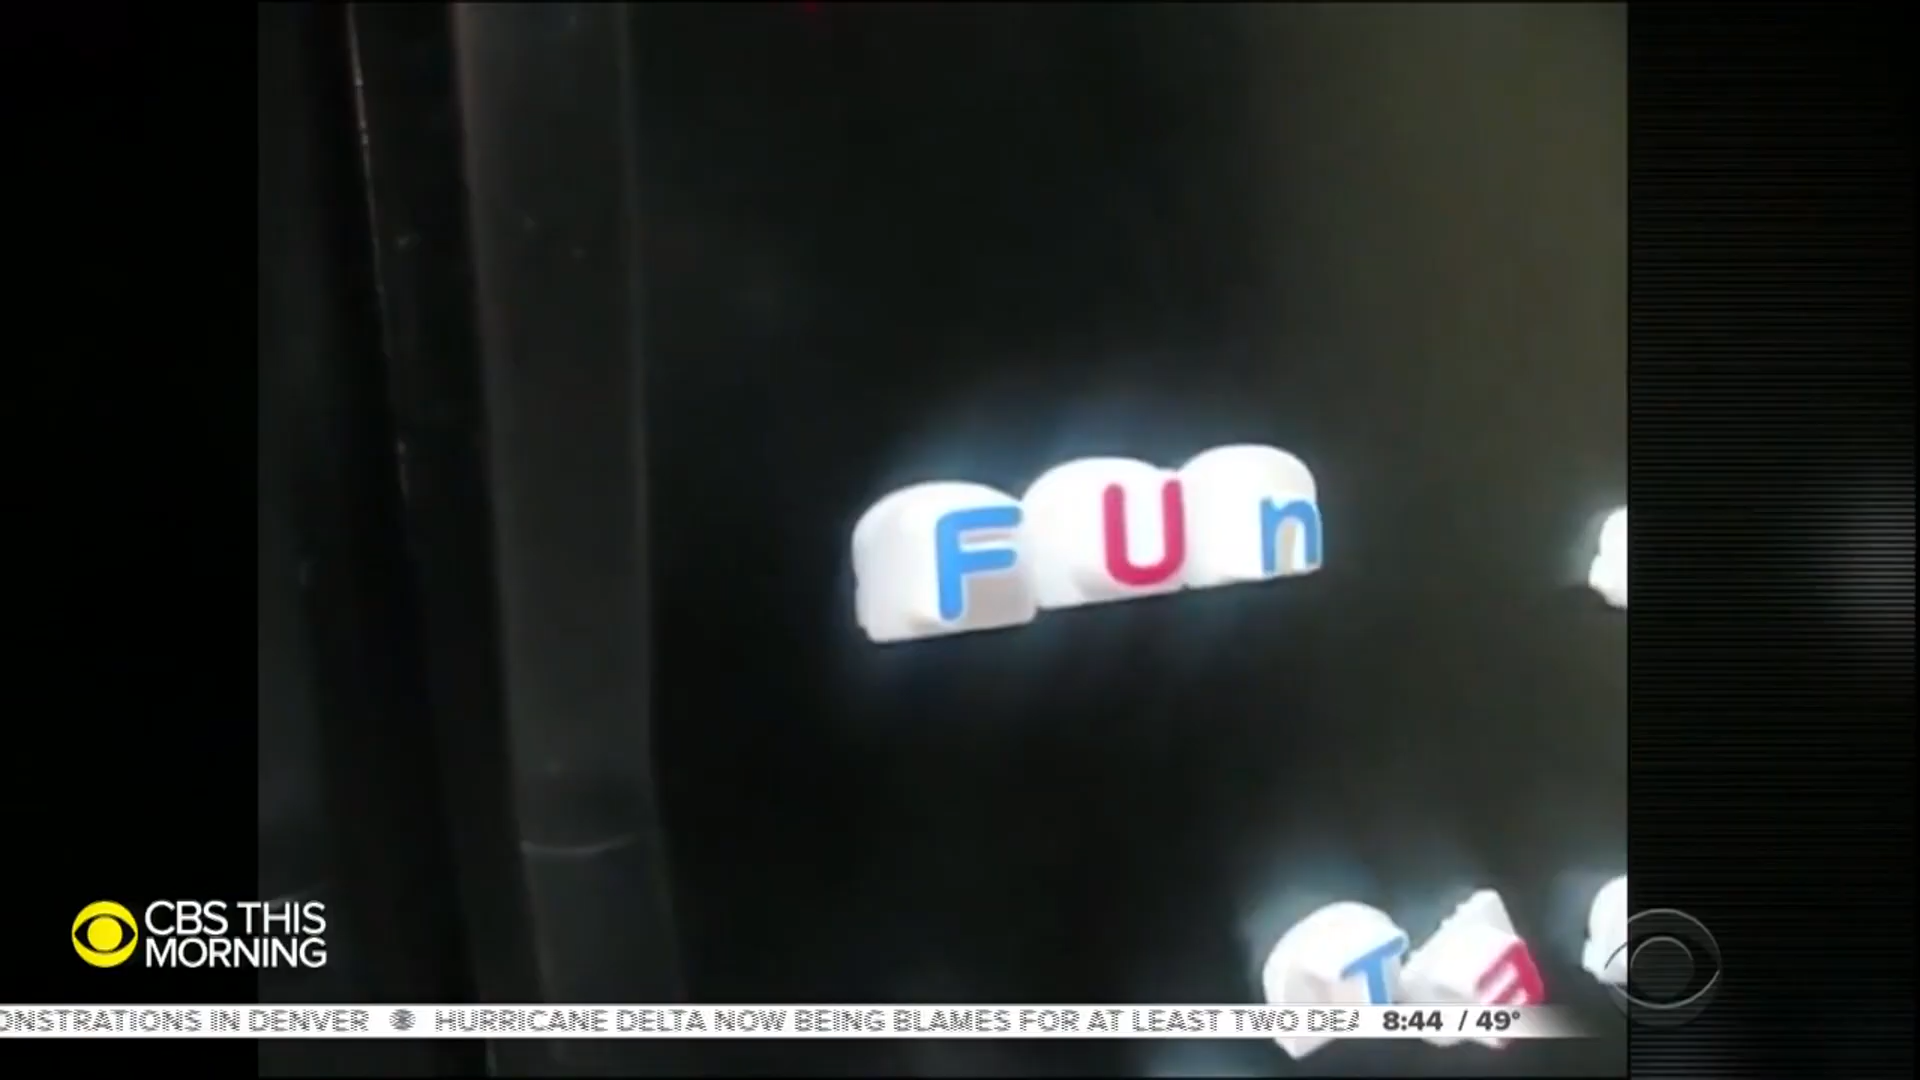 FUn
TE
CBS THIS
MORNING
ONSTRATIONS IN DENVER HURRICANE DELTA NOW BEING BLAMES FOR AT LEAST TWO DEA 8:44 / 49°